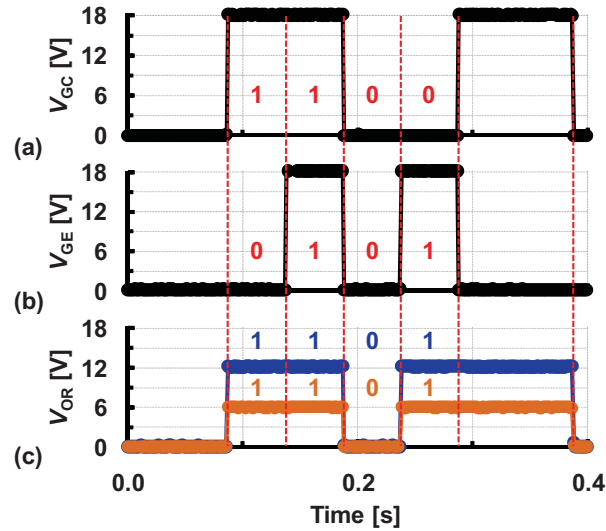 18
12
6
0
V_GC [V]
1 1 0 0
(a)
18
12
6
0
V_GE [V]
0 1 0 1
(b)
18
12
6
0
V_OR [V]
1 1 0 1
1 1 0 1
(c)
0.0 0.2 0.4
Time [s]